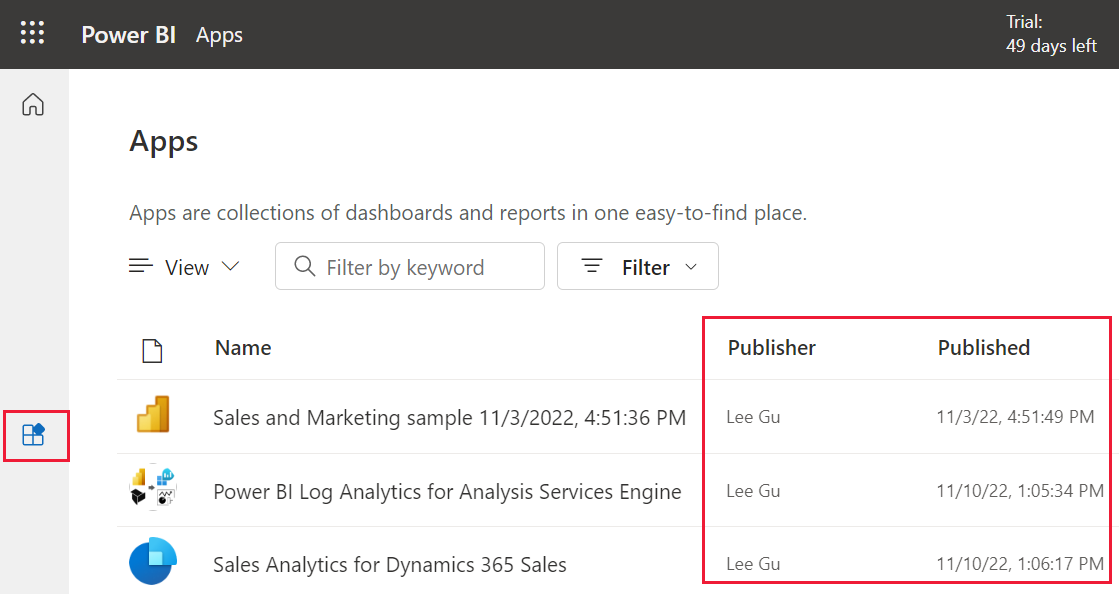 Power BI Apps
Trial:
49 days left
Apps
Apps are collections of dashboards and reports in one easy-to-find place.
View
Filter by keyword
Filter
Name Publisher Published
Sales and Marketing sample 11/3/2022, 4:51:36 PM Lee Gu 11/3/22, 4:51:49 PM
Power BI Log Analytics for Analysis Services Engine Lee Gu 11/10/22, 1:05:34 PM
Sales Analytics for Dynamics 365 Sales Lee Gu 11/10/22, 1:06:17 PM